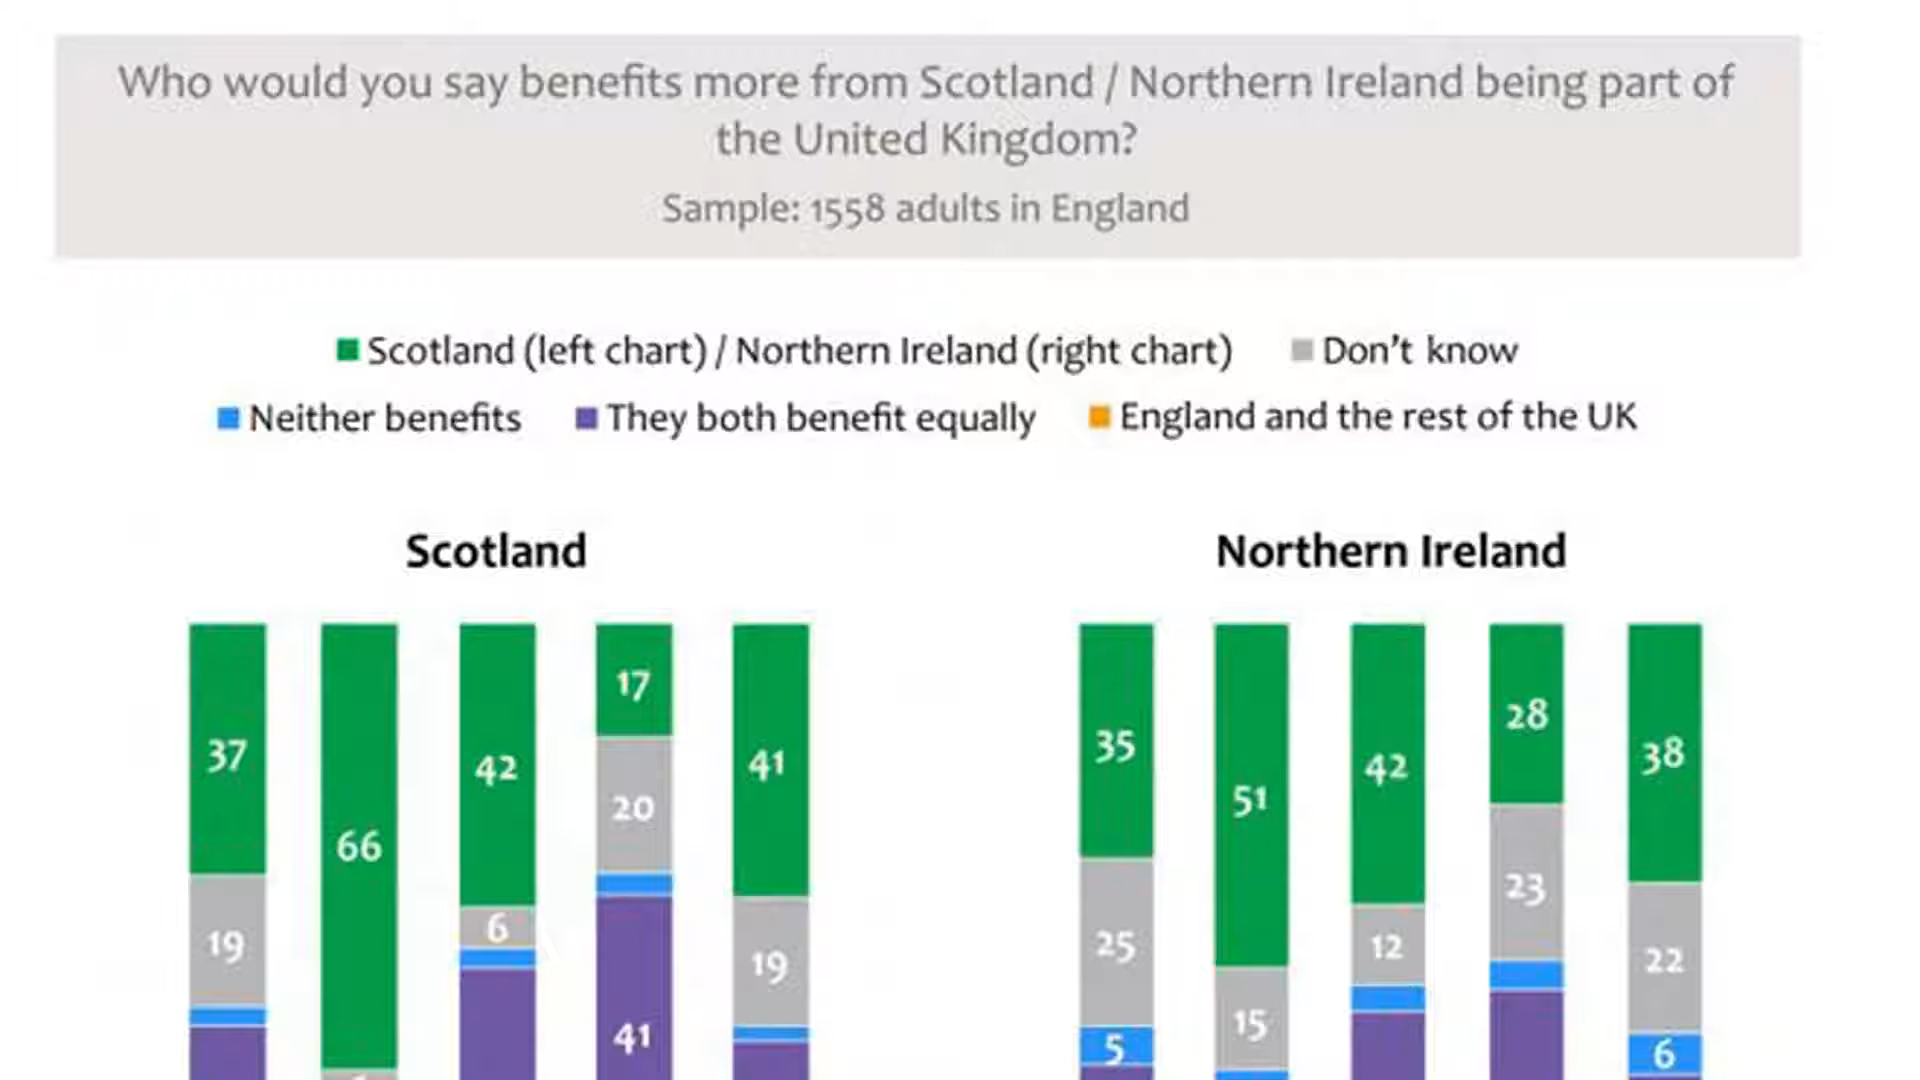 Who would you say benefits more from Scotland / Northern Ireland being part of
the United Kingdom?
Sample: 1558 adults in England
Scotland (left chart) / Northern Ireland (right chart)
Don't know
Neither benefits
They both benefit equally
England and the rest of the UK
Scotland
37
19
66
42
6
17
20
41
41
19
Northern Ireland
35
25
5
51
15
42
12
28
23
38
22
6